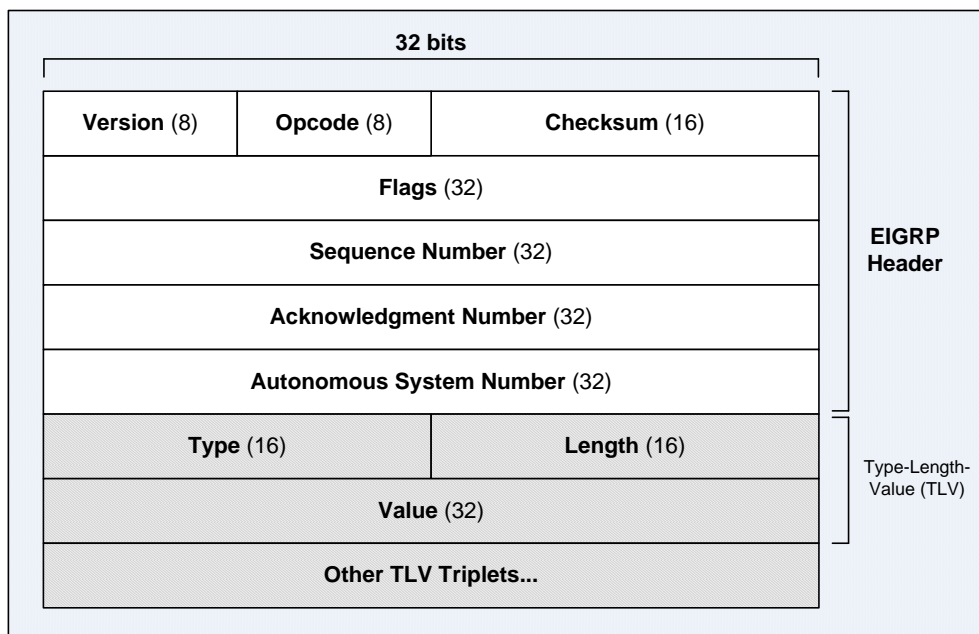 32 bits
Version (8) Opcode (8) Checksum (16)
Flags (32)
Sequence Number (32)
Acknowledgment Number (32)
Autonomous System Number (32)
EIGRP
Header
Type (16) Length (16)
Value (32)
Type-Length-
Value (TLV)
Other TLV Triplets...